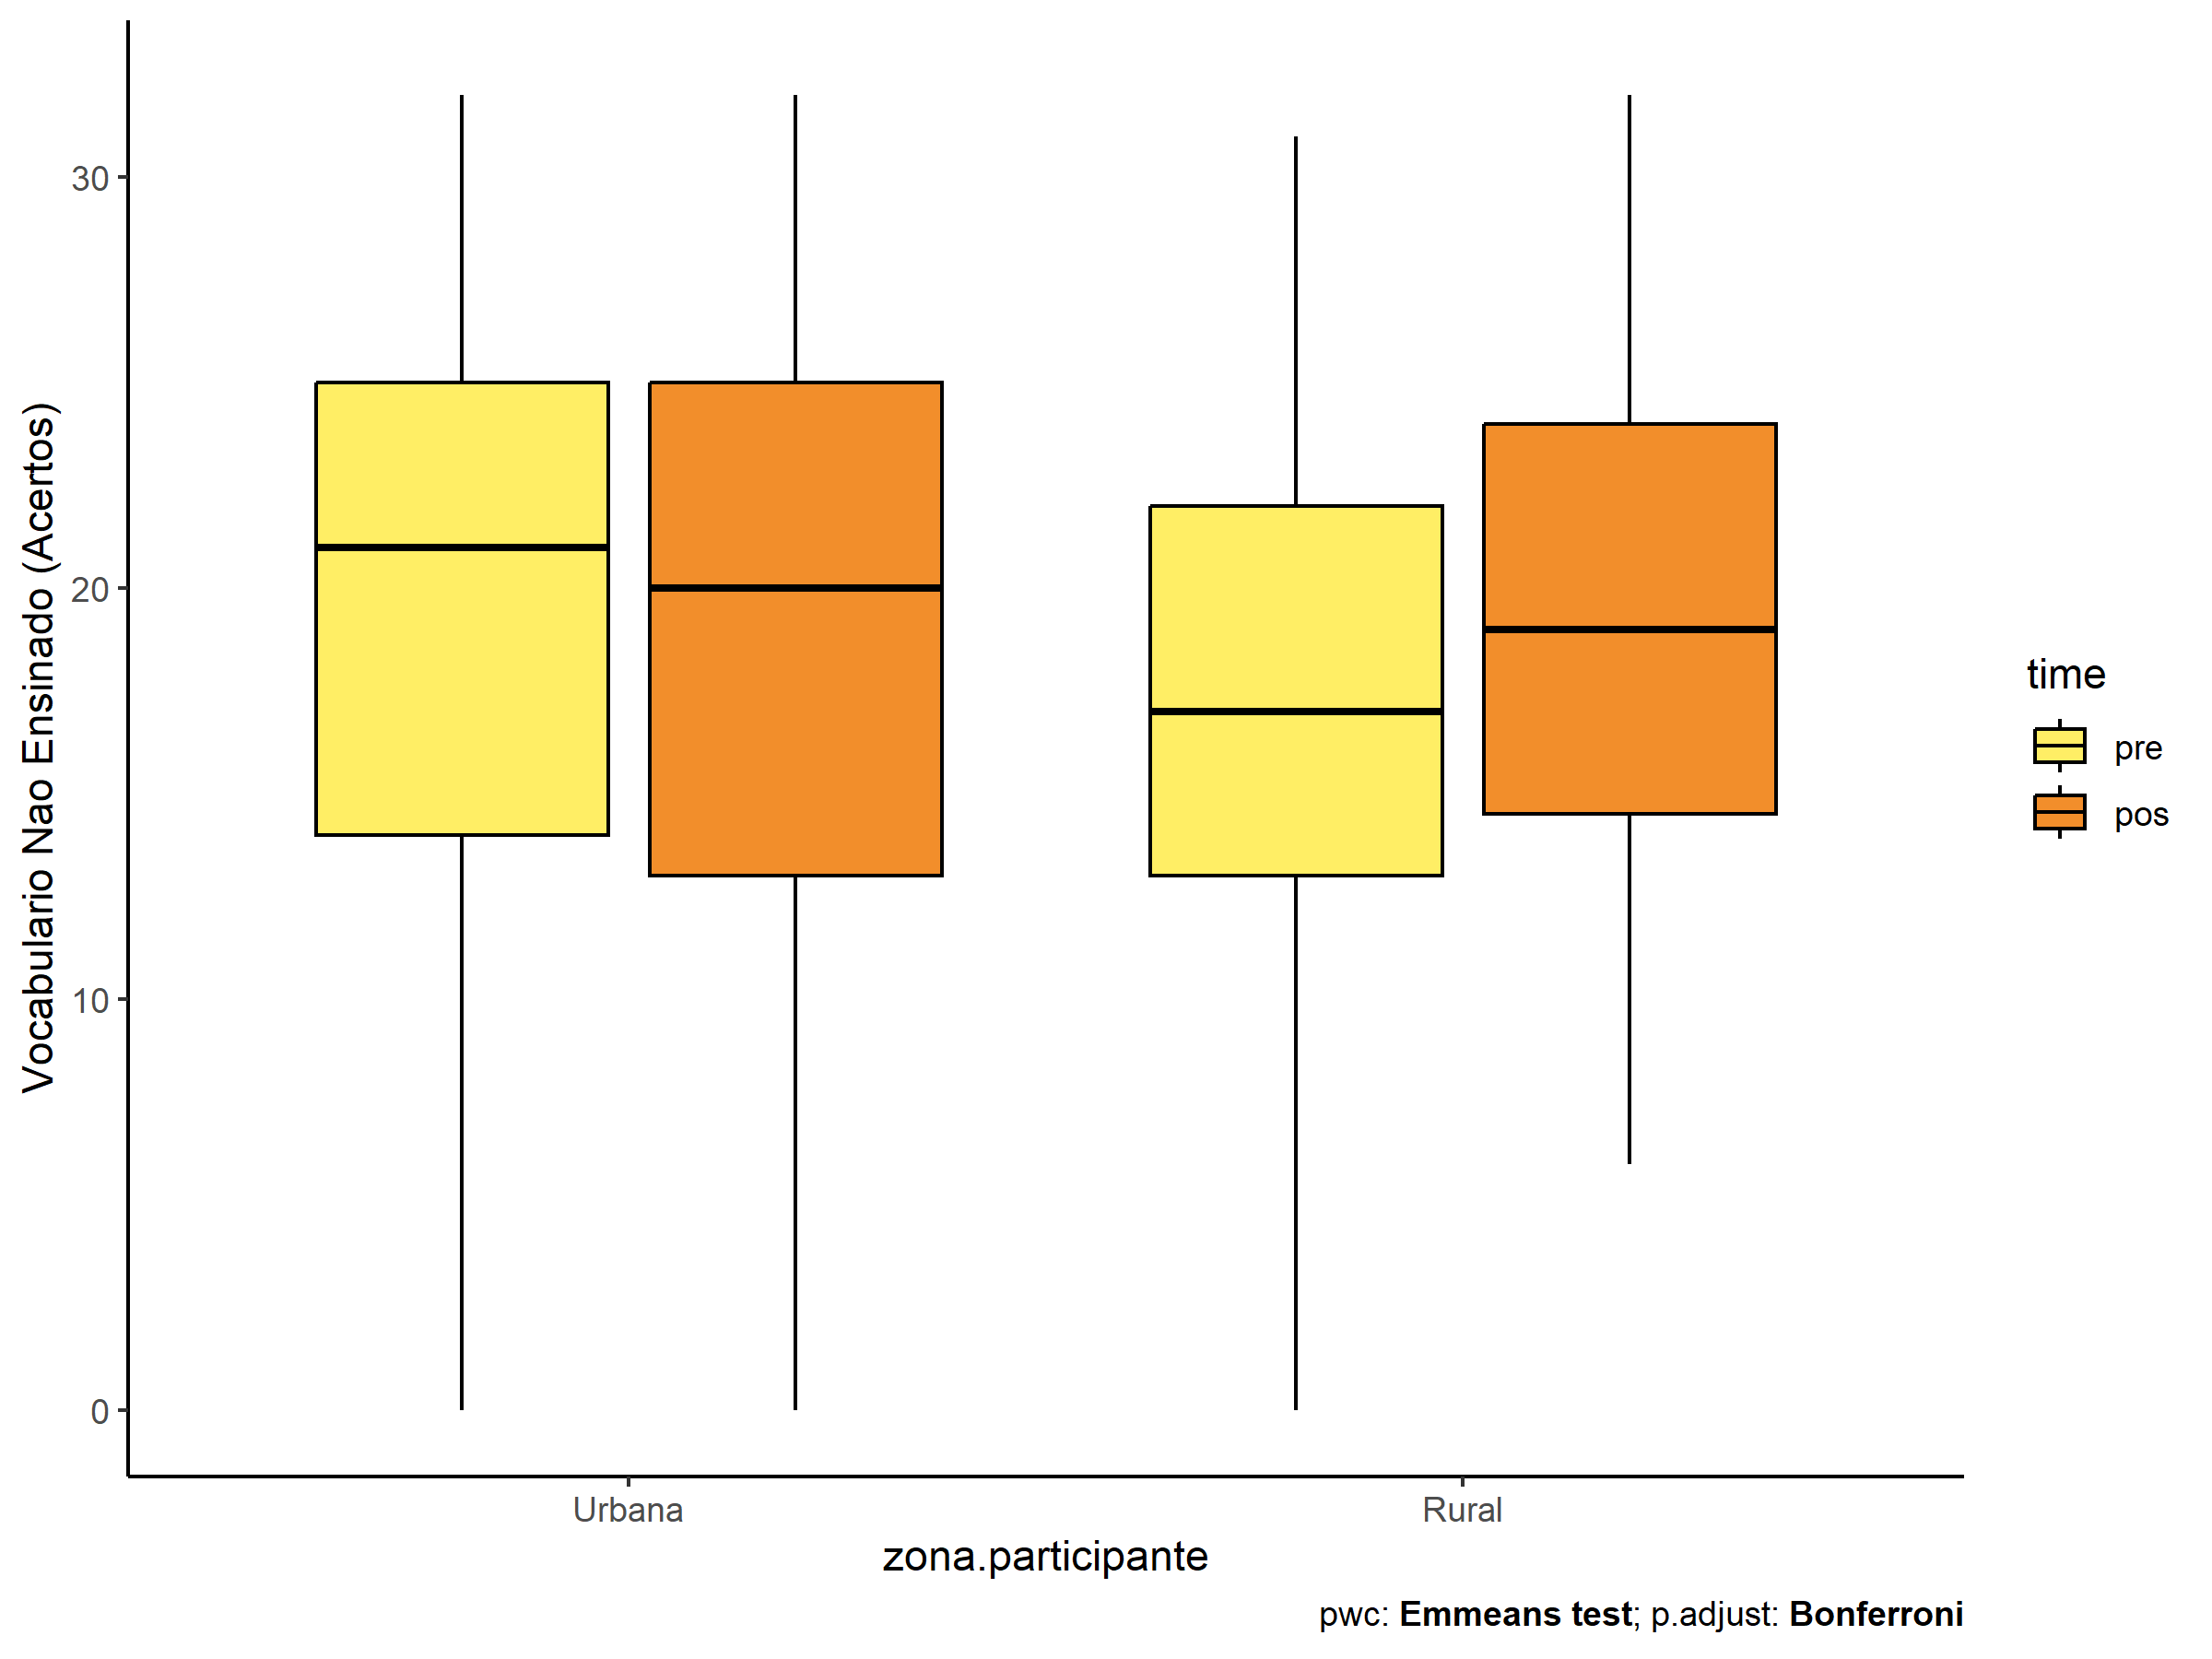 Vocabulario Nao Ensinado (Acertos)
30
20
10
0
Urbana
Rural
zona.participante
time
pre
pos
pwc: Emmeans test; p.adjust: Bonferroni